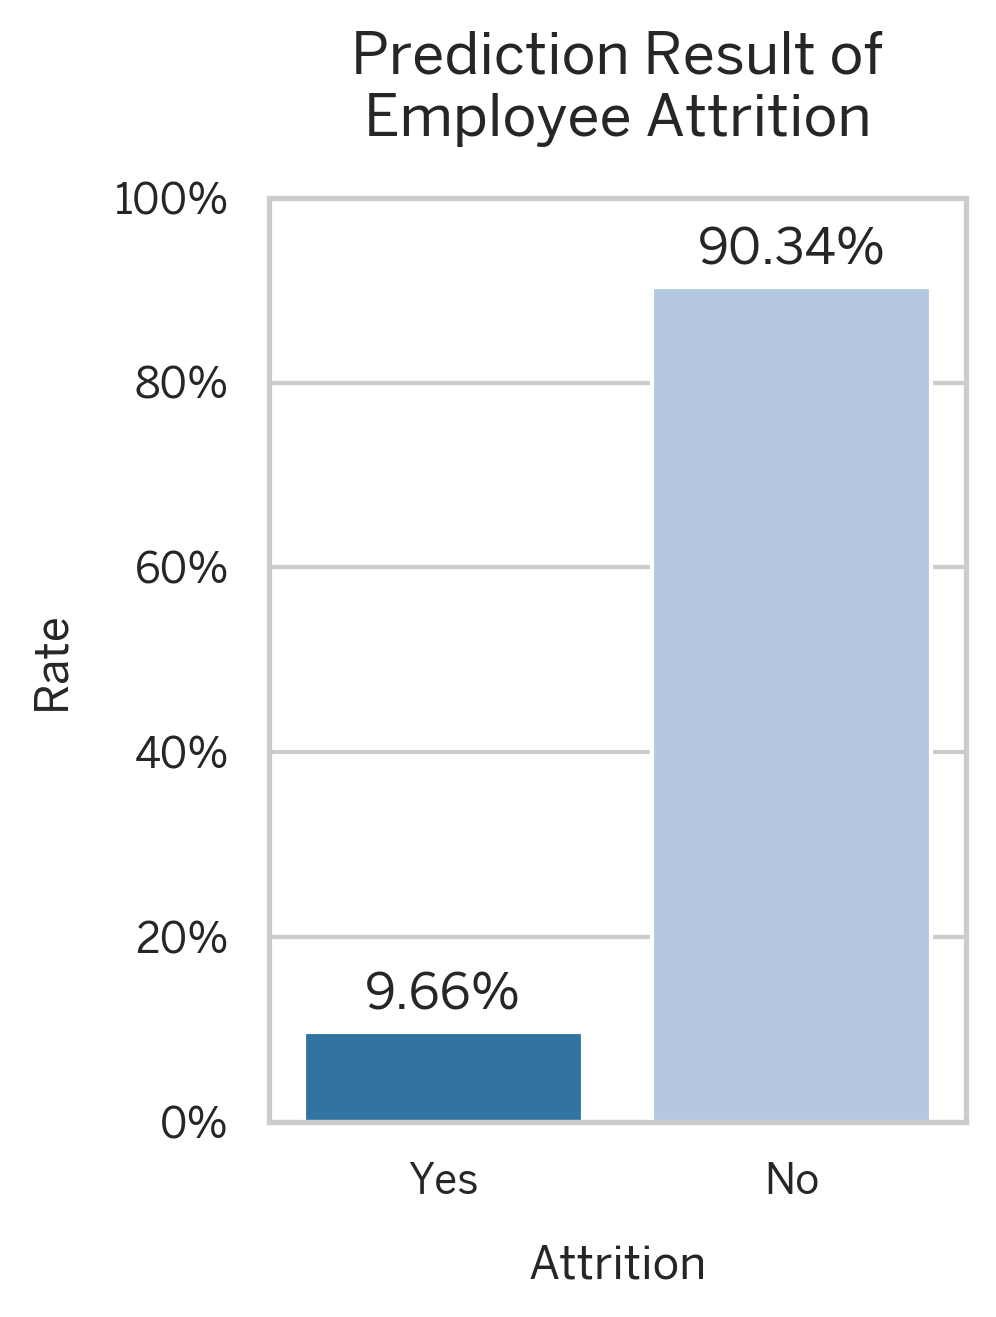 Prediction Result of
Employee Attrition
100%
90.34%
80%
60%
Rate
40%
20%
9.66%
0%
Yes
No
Attrition